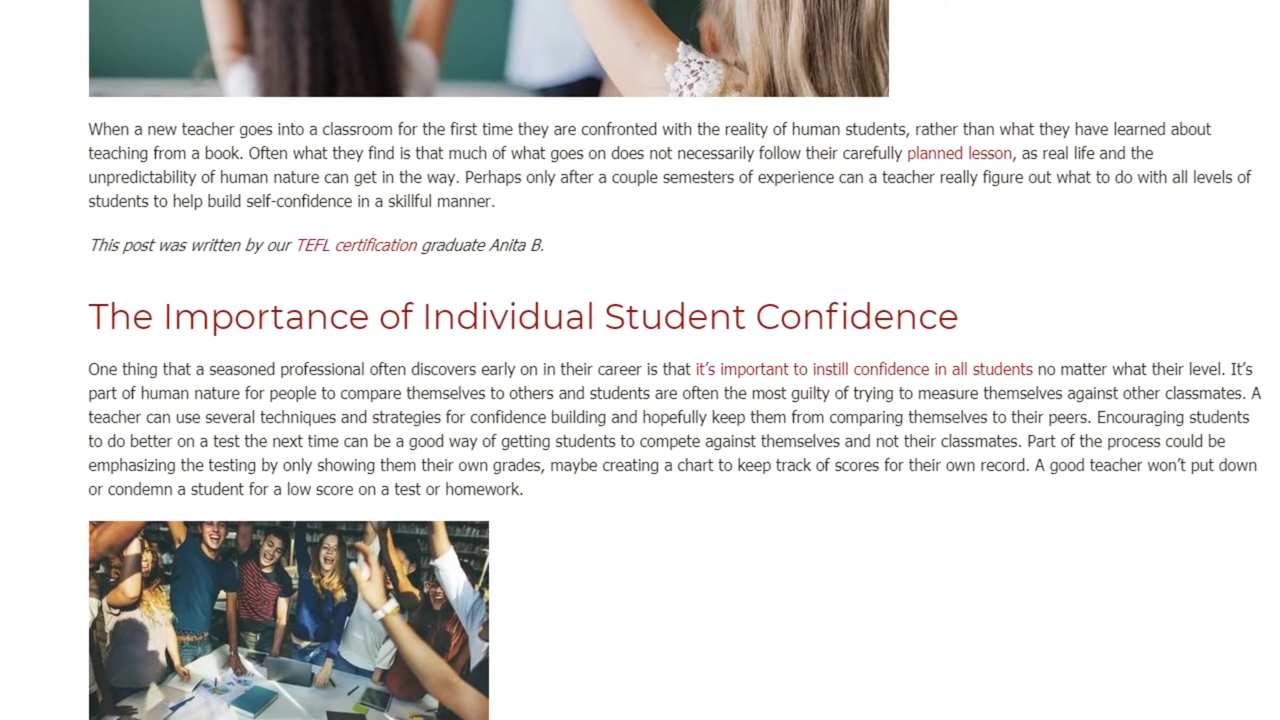 When a new teacher goes into a classroom for the first time they are confronted with the reality of human students, rather than what they have learned about
teaching from a book. Often what they find is that much of what goes on does not necessarily follow their carefully planned lesson, as real life and the
unpredictability of human nature can get in the way. Perhaps only after a couple semesters of experience can a teacher really figure out what to do with all levels of
students to help build self-confidence in a skillful manner.
This post was written by our TEFL certification graduate Anita B.
The Importance of Individual Student Confidence
One thing that a seasoned professional often discovers early on in their career is that it’s important to instill confidence in all students no matter what their level. It’s
part of human nature for people to compare themselves to others and students are often the most guilty of trying to measure themselves against other classmates. A
teacher can use several techniques and strategies for confidence building and hopefully keep them from comparing themselves to their peers. Encouraging students
to do better on a test the next time can be a good way of getting students to compete against themselves and not their classmates. Part of the process could be
emphasizing the testing by only showing them their own grades, maybe creating a chart to keep track of scores for their own record. A good teacher won’t put down
or condemn a student for a low score on a test or homework.